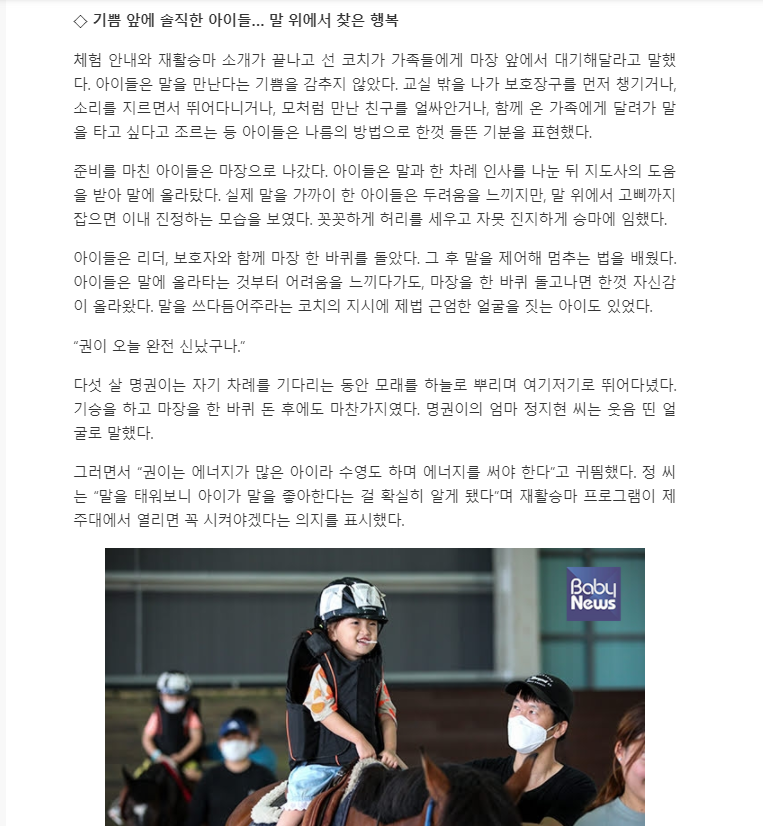 ◇ 기쁨 앞에 솔직한 아이들… 말 위에서 찾은 행복
체험 안내와 재활승마 소개가 끝나고 선 코치가 가족들에게 마장 앞에서 대기해달라고 말했
다. 아이들은 말을 만난다는 기쁨을 감추지 않았다. 교실 밖을 나가 보호장구를 먼저 챙기거나,
소리를 지르면서 뛰어다니거나, 모처럼 만난 친구를 얼싸안거나, 함께 온 가족에게 달려가 말
을 타고 싶다고 조르는 등 아이들은 나름의 방법으로 한껏 들뜬 기분을 표현했다.
준비를 마친 아이들은 마장으로 나갔다. 아이들은 말과 한 차례 인사를 나눈 뒤 지도사의 도움
을 받아 말에 올라탔다. 실제 말을 가까이 한 아이들은 두려움을 느끼지만, 말 위에서 고삐까지
잡으면 이내 진정하는 모습을 보였다. 꼿꼿하게 허리를 세우고 자못 진지하게 승마에 임했다.
아이들은 리더, 보호자와 함께 마장 한 바퀴를 돌았다. 그 후 말을 제어해 멈추는 법을 배웠다.
아이들은 말에 올라타는 것부터 어려움을 느끼다가도, 마장을 한 바퀴 돌고나면 한껏 자신감
이 올라왔다. 말을 쓰다듬어주라는 코치의 지시에 제법 근엄한 얼굴을 짓는 아이도 있었다.
“권이 오늘 완전 신났구나.”
다섯 살 명권이는 자기 차례를 기다리는 동안 모래를 하늘로 뿌리며 여기저기로 뛰어다녔다.
기승을 하고 마장을 한 바퀴 돈 후에도 마찬가지였다. 명권이의 엄마 정지현 씨는 웃음 띤 얼
굴로 말했다.
그러면서 “권이는 에너지가 많은 아이라 수영도 하며 에너지를 써야 한다”고 귀띔했다. 정 씨
는 “말을 태워보니 아이가 말을 좋아한다는 걸 확실히 알게 됐다“며 재활승마 프로그램이 제
주대에서 열리면 꼭 시켜야겠다는 의지를 표시했다.
Baby
News